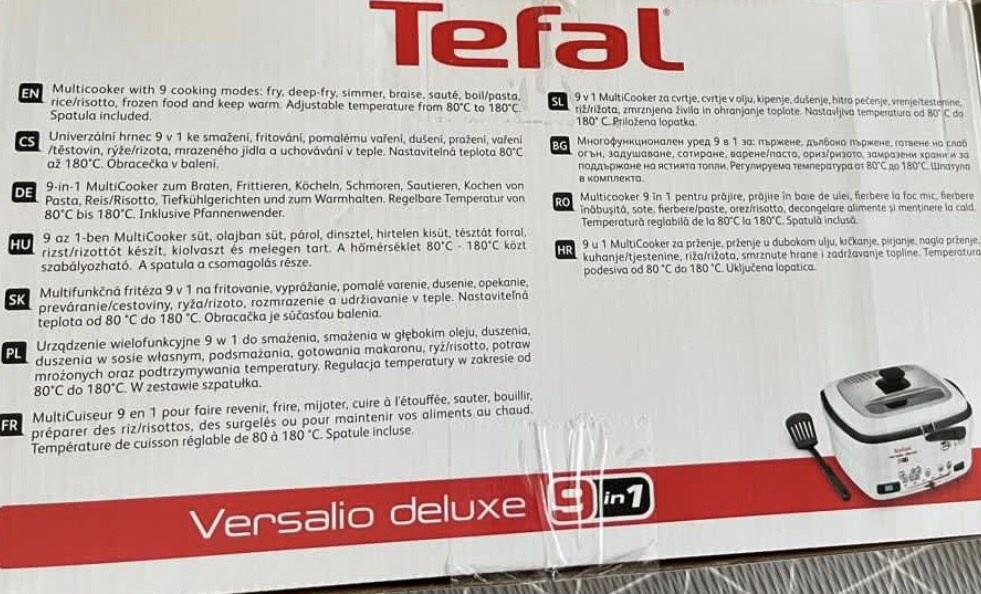 Tefal
EN Multicooker with 9 cooking modes: fry, deep-fry, simmer, braise, sauté, boil/pasta,
rice/risotto, frozen food and keep warm. Adjustable temperature from 80°C to 180°C.
Spatula included.
CS Univerzální hrnec 9 v 1 ke smažení, fritování, pomalému vaření, dušení, pražení, vaření
/těstovin, rýže/rizota, mrazeného jídla a uchovávání v teple. Nastavitelná teplota 80°C
až 180°C. Obracečka v balení.
DE 9-in-1 MultiCooker zum Braten, Frittieren, Köcheln, Schmoren, Sautieren, Kochen von
Pasta, Reis/Risotto, Tiefkühlgerichten und zum Warmhalten. Regelbare Temperatur von
80°C bis 180°C. Inklusive Pfannenwender.
HU 9 az 1-ben MultiCooker süt, olajban süt, párol, dinsztel, hirtelen kisüt, tésztát forral,
rizst/rizottót készít, kiolvaszt és melegen tart. A hőmérséklet 80°C - 180°C közt
szabályozható. A spatula a csomagolás része.
SK Multifunkčná fritéza 9 v 1 na fritovanie, vyprážanie, pomalé varenie, dusenie, opekanie,
preváranie/cestoviny, ryža/rizoto, rozmrazenie a udržiavanie v teple. Nastaviteľná
teplota od 80 °C do 180 °C. Obracačka je súčasťou balenia.
PL Urządzenie wielofunkcyjne 9 w 1 do smażenia, smażenia w głębokim oleju, duszenia,
duszenia w sosie własnym, podsmażania, gotowania makaronu, ryż/risotto, potraw
mrożonych oraz podtrzymywania temperatury. Regulacja temperatury w zakresie od
80°C do 180°C. W zestawie szpatułka.
FR MultiCuiseur 9 en 1 pour faire revenir, frire, mijoter, cuire à l'étouffée, sauter, bouillir,
préparer des riz/risottos, des surgelés ou pour maintenir vos aliments au chaud.
Température de cuisson réglable de 80 à 180 °C. Spatule incluse.
SL 9 v 1 MultiCooker za cvrtje, cvrtje v olju, kipenje, dušenje, hitro pečenje, vrenje/testenine,
riž/rižota, zmrznjena živila in ohranjanje toplote. Nastavljiva temperatura od 80° C do
180° C. Priložena lopatka.
BG Многофункционален уред 9 в 1 за: пържене, дълбоко пържене, готвене на слаб
огън, задушаване, сотиране, варене/паста, ориз/ризото, замразени храни и за
поддържане на ястията топли. Регулируема температура от 80°C до 180°C. Шпатула
в комплекта.
RO Multicooker 9 în 1 pentru prăjire, prăjire în baie de ulei, fierbere la foc mic, fierbere
înăbușită, sote, fierbere/paste, orez/risotto, decongelare alimente și menținere la cald.
Temperatură reglabilă de la 80°C la 180°C. Spatulă inclusă.
HR 9 u 1 MultiCooker za prženje, prženje u dubokom ulju, kičkanje, pirjanje, naglo prženje,
kuhanje/tjestenine, riža/rižota, smrznute hrane i zadržavanje topline. Temperatura
podesiva od 80 °C do 180 °C. Uključena lopatica.
Tefal
Versalio deluxe 9 in 1